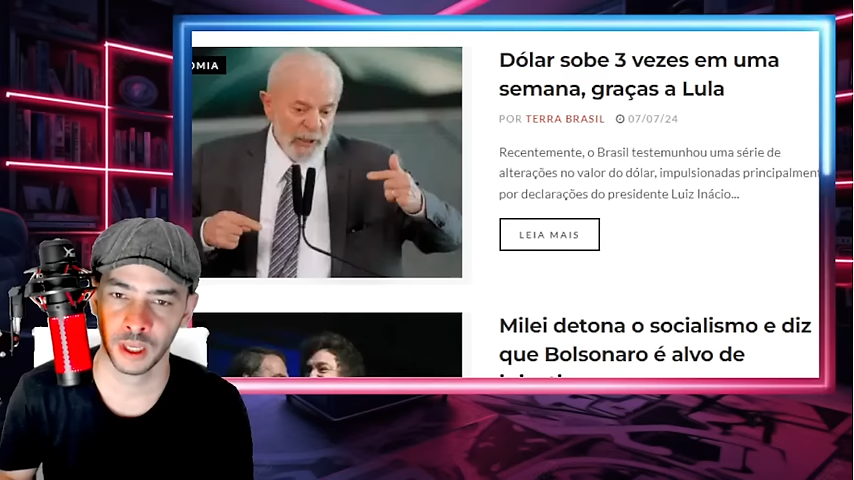 OMIA
Dólar sobe 3 vezes em uma
semana, graças a Lula
POR TERRA BRASIL 07/07/24
Recentemente, o Brasil testemunhou uma série de
alterações no valor do dólar, impulsionadas principalment
por declarações do presidente Luiz Inácio...
LEIA MAIS
Milei detona o socialismo e diz
que Bolsonaro é alvo de